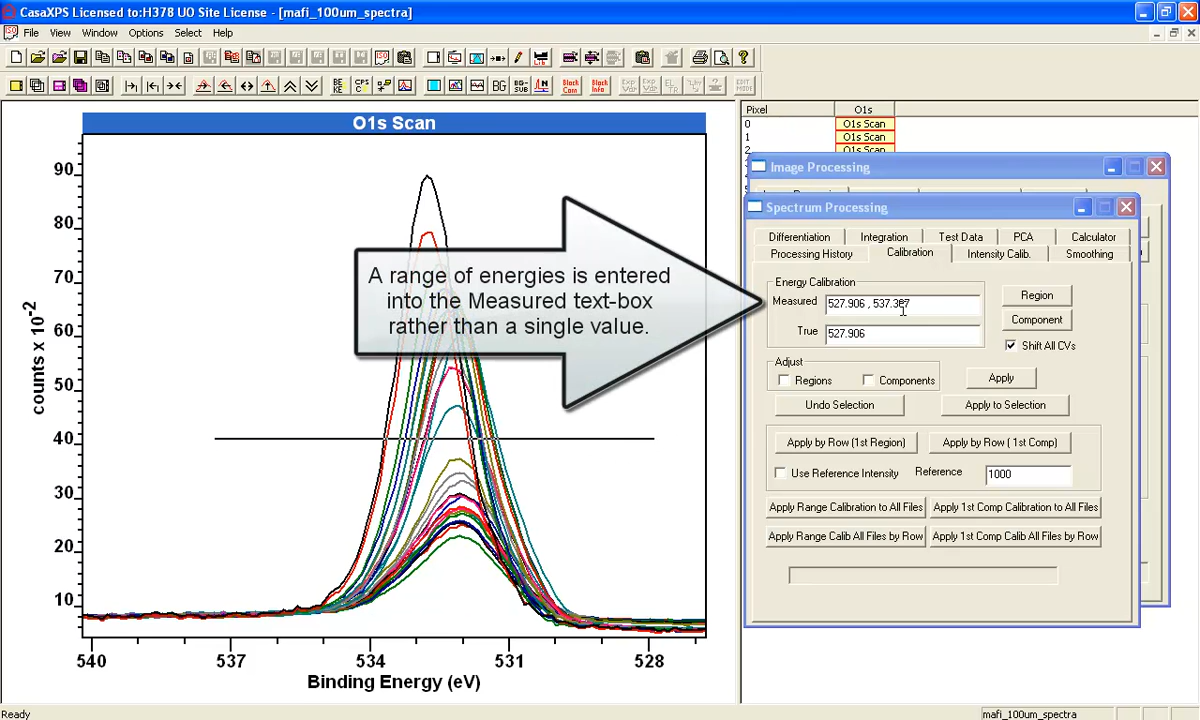 CasaXPS Licensed to:H378 UO Site License - [mafi_100um_spectra]
File View Window Options Select Help
O1s Scan
counts x 10⁻²
90
80
70
60
50
40
30
20
10
540 537 534 531 528
Binding Energy (eV)
A range of energies is entered
into the Measured text-box
rather than a single value.
Pixel O1s
0 O1s Scan
1 O1s Scan
2 O1s Scan
Image Processing
Spectrum Processing
Differentiation Integration Test Data PCA Calculator
Processing History Calibration Intensity Calib. Smoothing
Energy Calibration
Measured 527.906 , 537.367 Region
True 527.906 Component
Shift All CVs
Adjust
Regions Components Apply
Undo Selection Apply to Selection
Apply by Row (1st Region) Apply by Row ( 1st Comp)
Use Reference Intensity Reference 1000
Apply Range Calibration to All Files Apply 1st Comp Calibration to All Files
Apply Range Calib All Files by Row Apply 1st Comp Calib All Files by Row
Ready mafi_100um_spectra